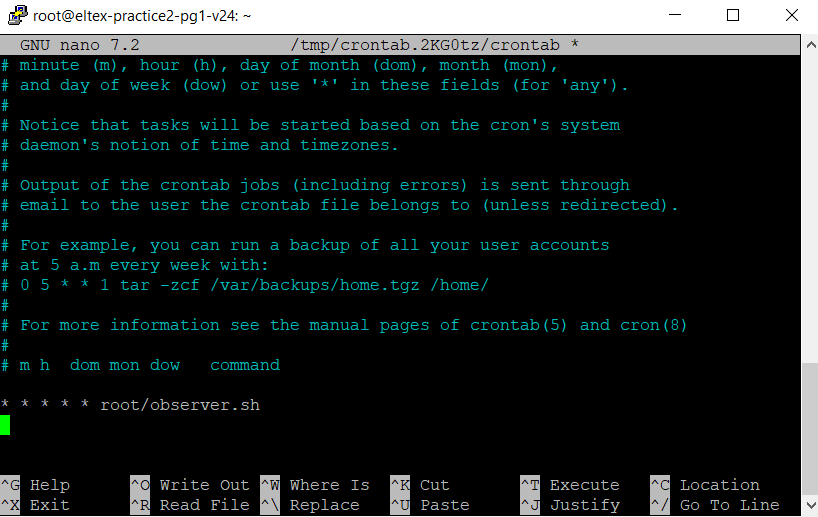 root@eltex-practice2-pg1-v24: ~
GNU nano 7.2 /tmp/crontab.2KG0tz/crontab *
# minute (m), hour (h), day of month (dom), month (mon),
# and day of week (dow) or use '*' in these fields (for 'any').
#
# Notice that tasks will be started based on the cron's system
# daemon's notion of time and timezones.
#
# Output of the crontab jobs (including errors) is sent through
# email to the user the crontab file belongs to (unless redirected).
#
# For example, you can run a backup of all your user accounts
# at 5 a.m every week with:
# 0 5 * * 1 tar -zcf /var/backups/home.tgz /home/
#
# For more information see the manual pages of crontab(5) and cron(8)
#
# m h  dom mon dow   command
* * * * * root/observer.sh
^G Help ^O Write Out ^W Where Is ^K Cut ^T Execute ^C Location
^X Exit ^R Read File ^\ Replace ^U Paste ^J Justify ^/ Go To Line